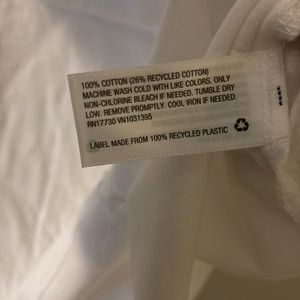 100% COTTON (26% RECYCLED COTTON)
MACHINE WASH COLD WITH LIKE COLORS. ONLY
NON-CHLORINE BLEACH IF NEEDED. TUMBLE DRY
LOW. REMOVE PROMPTLY. COOL IRON IF NEEDED.
RN17730 VN1031395
LABEL MADE FROM 100% RECYCLED PLASTIC